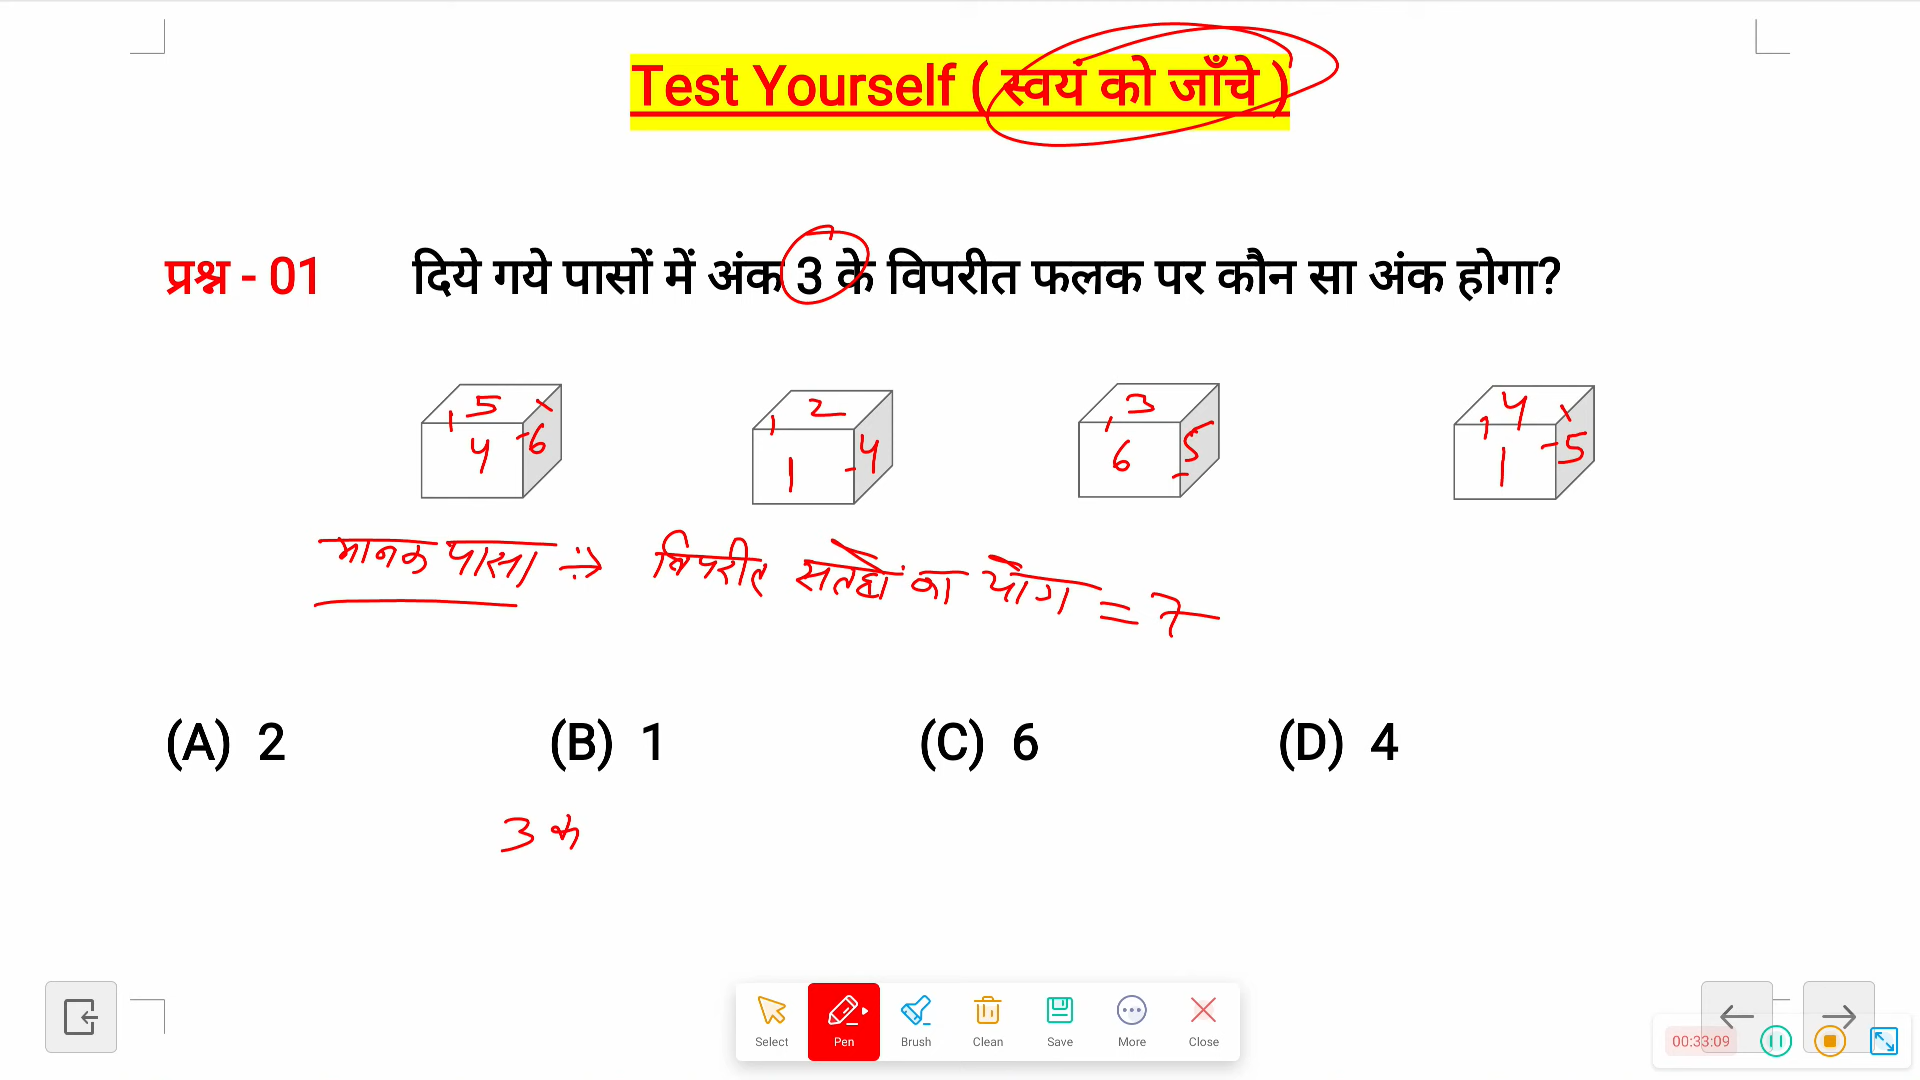 Test Yourself ( स्वयं को जाँचे )
प्रश्न - 01 दिये गये पासों में अंक 3 के विपरीत फलक पर कौन सा अंक होगा?
5 2 3 4
4 6 1 4 6 5 1 5
मानक पासा ⇒ विपरीत सतहों का योग = 7
(A) 2 (B) 1 (C) 6 (D) 4
3 के
Select Pen Brush Clean Save More Close
00:33:09